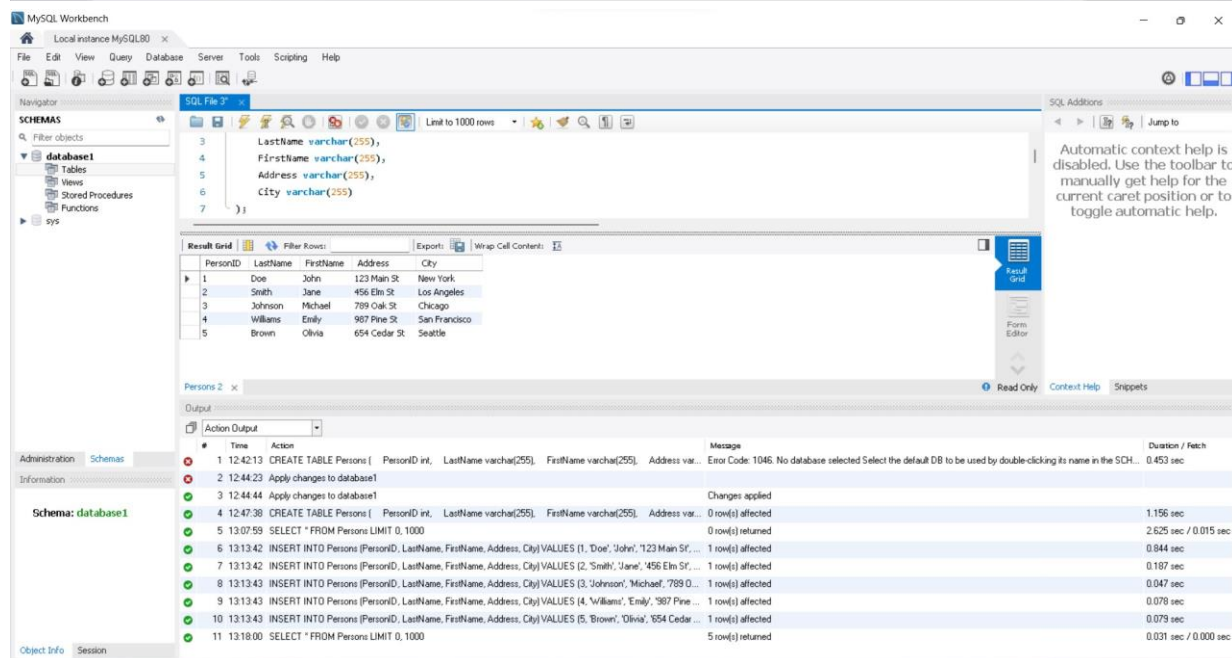 MySQL Workbench
Local instance MySQL80
File Edit View Query Database Server Tools Scripting Help
Navigator
SCHEMAS
Filter objects
database1
Tables
Views
Stored Procedures
Functions
sys
Administration Schemas
Information
Schema: database1
Object Info Session
SQL File 3*
Limit to 1000 rows
3 LastName varchar(255),
4 FirstName varchar(255),
5 Address varchar(255),
6 City varchar(255)
7 );
Result Grid Filter Rows: Export: Wrap Cell Content:
PersonID LastName FirstName Address City
1 Doe John 123 Main St New York
2 Smith Jane 456 Elm St Los Angeles
3 Johnson Michael 789 Oak St Chicago
4 Williams Emily 987 Pine St San Francisco
5 Brown Olivia 654 Cedar St Seattle
Result
Grid
Form
Editor
Persons 2
Read Only
SQL Additions
Jump to
Automatic context help is
disabled. Use the toolbar to
manually get help for the
current caret position or to
toggle automatic help.
Context Help Snippets
Output
Action Output
# Time Action Message Duration / Fetch
1 12:42:13 CREATE TABLE Persons ( PersonID int, LastName varchar(255), FirstName varchar(255), Address var... Error Code: 1046. No database selected Select the default DB to be used by double-clicking its name in the SCH... 0.453 sec
2 12:44:23 Apply changes to database1
3 12:44:44 Apply changes to database1 Changes applied
4 12:47:38 CREATE TABLE Persons ( PersonID int, LastName varchar(255), FirstName varchar(255), Address var... 0 row(s) affected 1.156 sec
5 13:07:59 SELECT * FROM Persons LIMIT 0, 1000 0 row(s) returned 2.625 sec / 0.015 sec
6 13:13:42 INSERT INTO Persons (PersonID, LastName, FirstName, Address, City) VALUES (1, 'Doe', 'John', '123 Main St', ... 1 row(s) affected 0.844 sec
7 13:13:42 INSERT INTO Persons (PersonID, LastName, FirstName, Address, City) VALUES (2, 'Smith', 'Jane', '456 Elm St', ... 1 row(s) affected 0.187 sec
8 13:13:43 INSERT INTO Persons (PersonID, LastName, FirstName, Address, City) VALUES (3, 'Johnson', 'Michael', '789 O... 1 row(s) affected 0.047 sec
9 13:13:43 INSERT INTO Persons (PersonID, LastName, FirstName, Address, City) VALUES (4, 'Williams', 'Emily', '987 Pine ... 1 row(s) affected 0.078 sec
10 13:13:43 INSERT INTO Persons (PersonID, LastName, FirstName, Address, City) VALUES (5, 'Brown', 'Olivia', '654 Cedar ... 1 row(s) affected 0.079 sec
11 13:18:00 SELECT * FROM Persons LIMIT 0, 1000 5 row(s) returned 0.031 sec / 0.000 sec